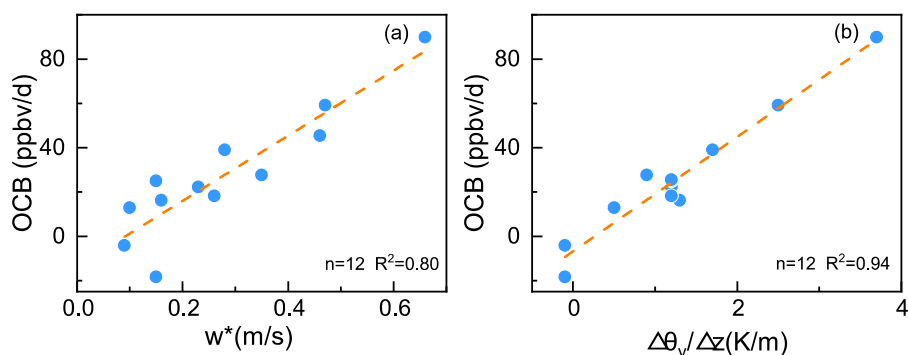 (a)
80
40
0
OCB (ppbv/d)
n=12 R²=0.80
0.0 0.2 0.4 0.6
w*(m/s)
(b)
80
40
0
OCB (ppbv/d)
n=12 R²=0.94
0 2 4
Δθᵥ/Δz(K/m)